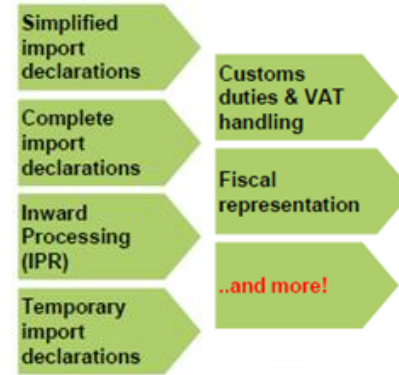 Simplified
import
declarations
Complete
import
declarations
Inward
Processing
(IPR)
Temporary
import
declarations
Customs
duties & VAT
handling
Fiscal
representation
..and more!